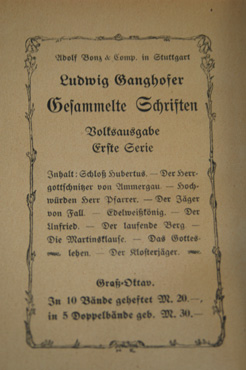 Adolf Bonz & Comp. in Stuttgart
Ludwig Ganghofer
Gesammelte Schriften
Volksausgabe
Erste Serie
Inhalt: Schloß Hubertus. — Der Herr-
gottschnitzer von Ammergau. — Hoch-
würden Herr Pfarrer. — Der Jäger
von Fall. — Edelweißkönig. — Der
Unfried. — Der laufende Berg. —
Die Martinsklause. — Das Gottes-
lehen. — Der Klosterjäger.
Groß-Oktav.
In 10 Bände geheftet M. 20.—,
in 5 Doppelbände geb. M. 30.—.